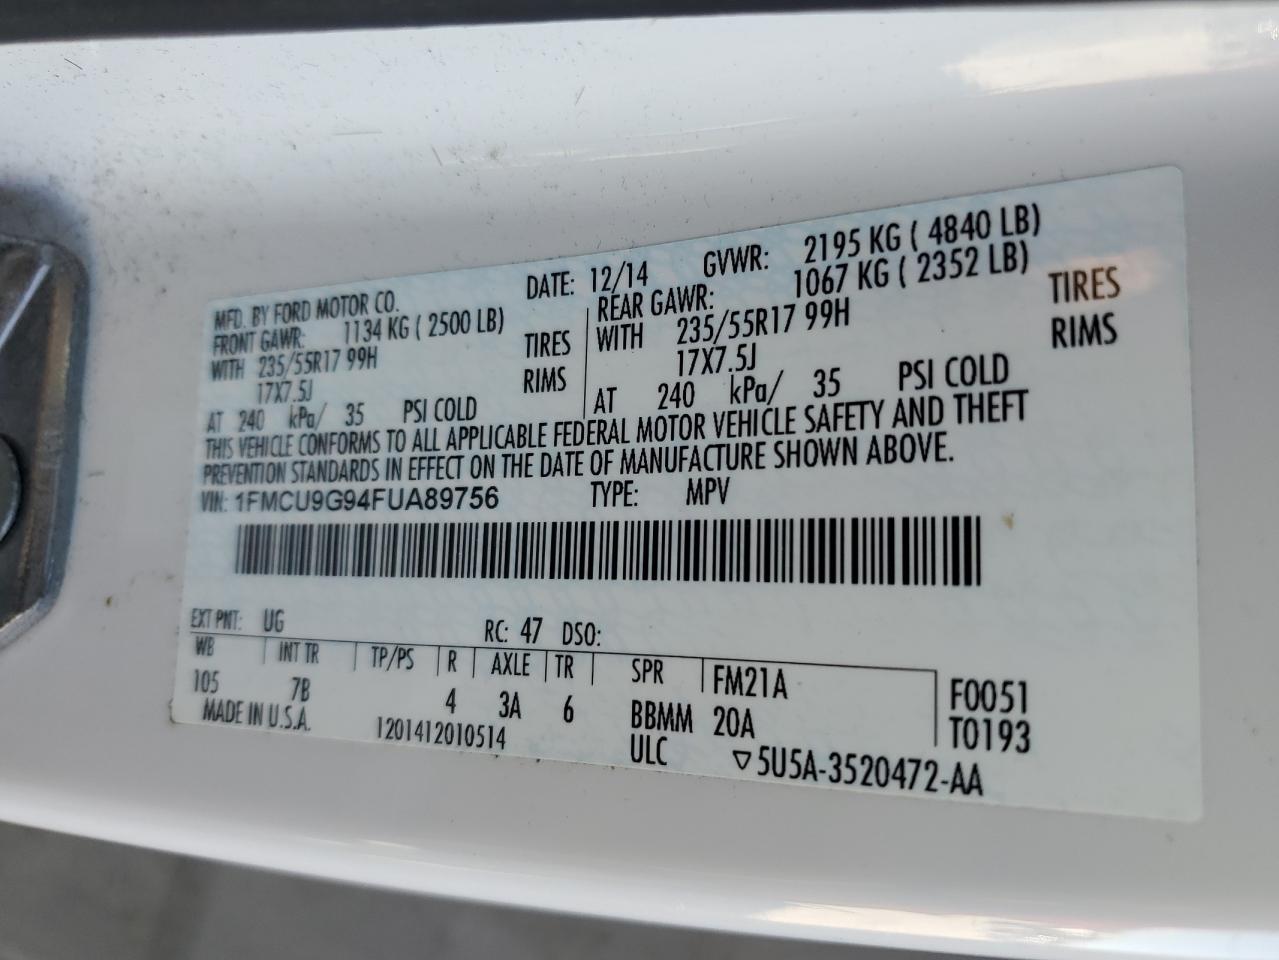 MFD. BY FORD MOTOR CO. DATE: 12/14 GVWR: 2195 KG ( 4840 LB)
FRONT GAWR: 1134 KG ( 2500 LB) REAR GAWR: 1067 KG ( 2352 LB)
WITH 235/55R17 99H TIRES WITH 235/55R17 99H TIRES
17X7.5J RIMS 17X7.5J RIMS
AT 240 kPa/ 35 PSI COLD AT 240 kPa/ 35 PSI COLD
THIS VEHICLE CONFORMS TO ALL APPLICABLE FEDERAL MOTOR VEHICLE SAFETY AND THEFT
PREVENTION STANDARDS IN EFFECT ON THE DATE OF MANUFACTURE SHOWN ABOVE.
VIN: 1FMCU9G94FUA89756 TYPE: MPV
EXT PNT: UG RC: 47 DSO:
WB INT TR TP/PS R AXLE TR SPR FM21A F0051
105 7B 4 3A 6 BBMM 20A T0193
MADE IN U.S.A. 1201412010514 ULC ▽5U5A-3520472-AA